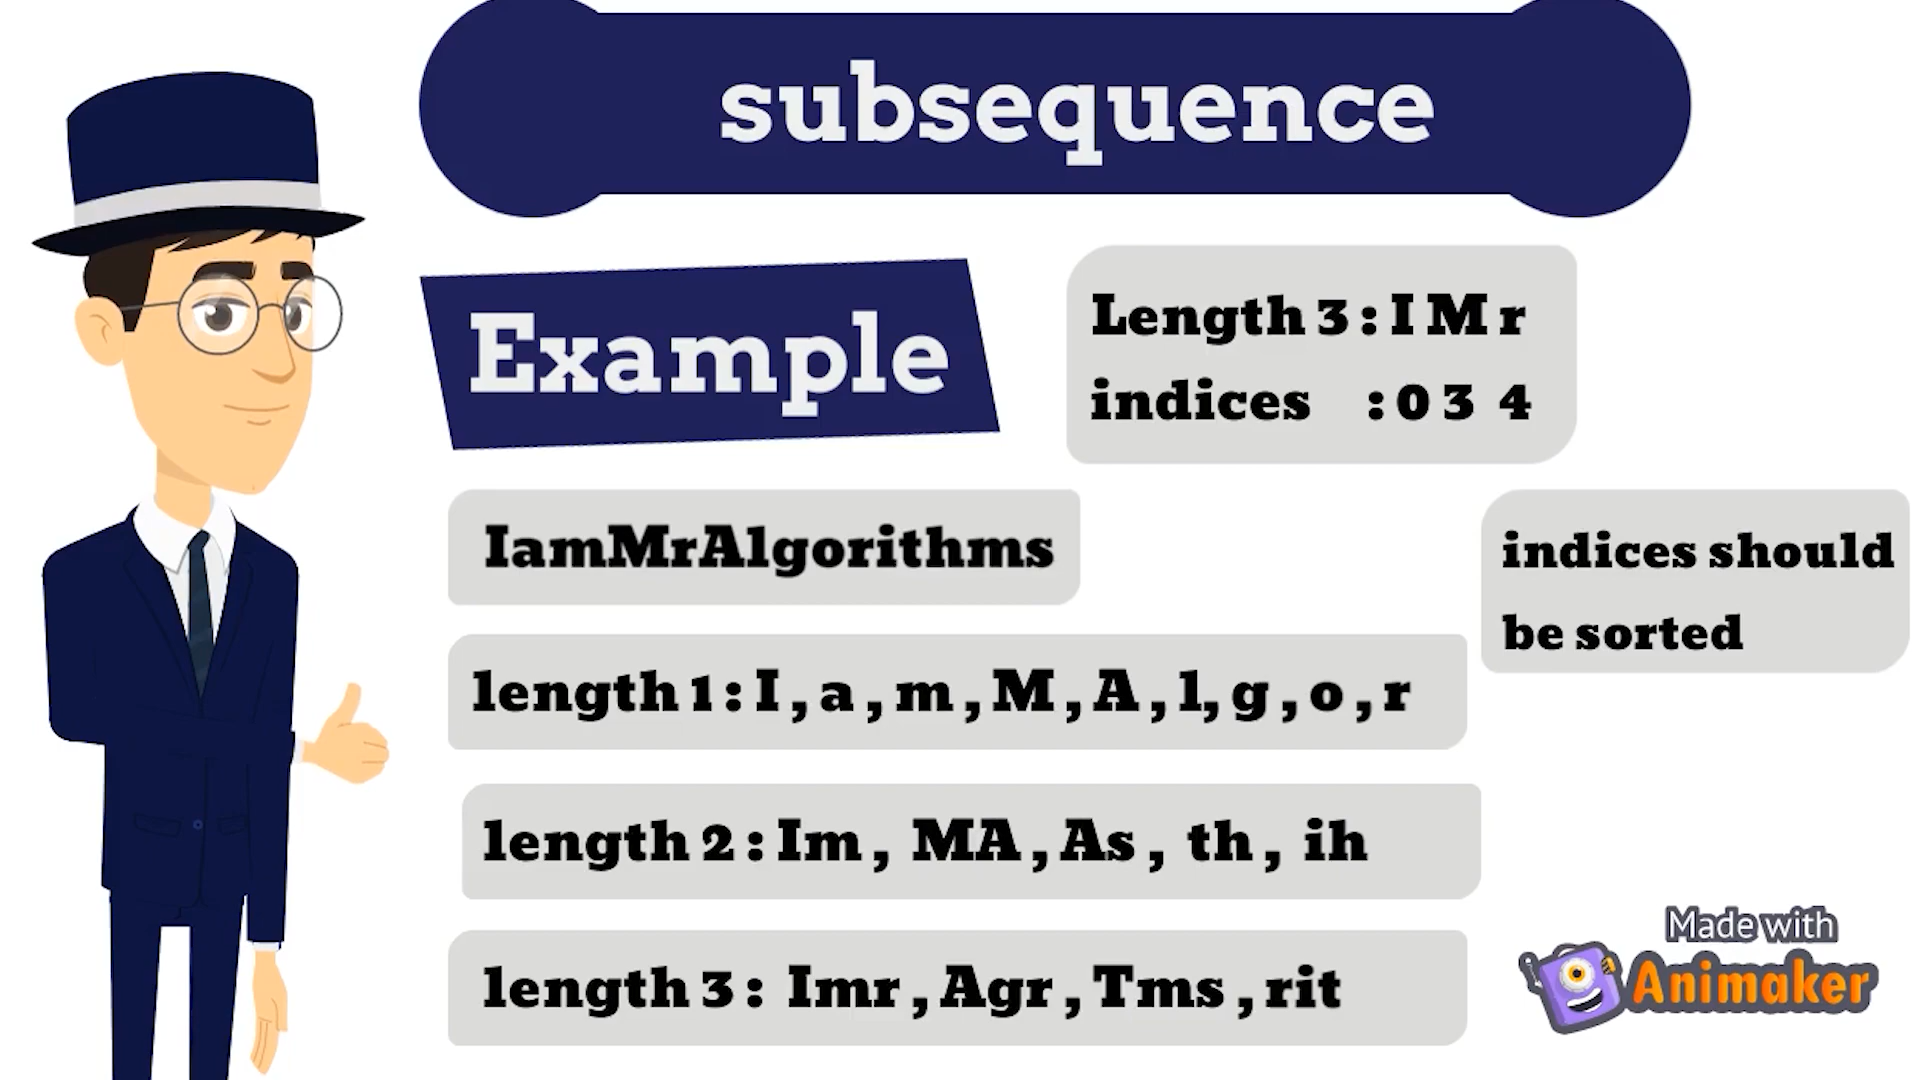 subsequence
Example
Length 3 : I M r
indices : 0 3 4
IamMrAlgorithms
indices should
be sorted
length 1 : I , a , m , M , A , l, g , o , r
length 2 : Im , MA , As , th , ih
length 3 : Imr , Agr , Tms , rit
Made with
Animaker